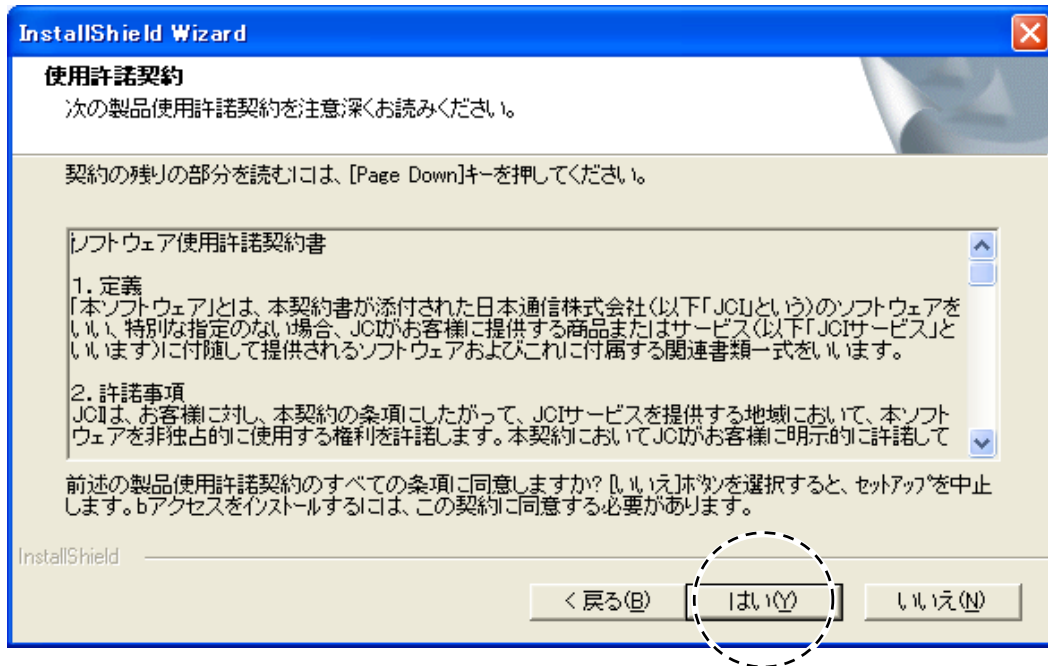 InstallShield Wizard
使用許諾契約
次の製品使用許諾契約を注意深くお読みください。
契約の残りの部分を読むには、[Page Down]キーを押してください。
ソフトウェア使用許諾契約書
1．定義
「本ソフトウェア」とは、本契約書が添付された日本通信株式会社(以下「JCI」という)のソフトウェアを
いい、特別な指定のない場合、JCIがお客様に提供する商品またはサービス(以下「JCIサービス」と
いいます)に付随して提供されるソフトウェアおよびこれに付属する関連書類一式をいいます。
2．許諾事項
JCIは、お客様に対し、本契約の条項にしたがって、JCIサービスを提供する地域において、本ソフト
ウェアを非独占的に使用する権利を許諾します。本契約においてJCIがお客様に明示的に許諾して
前述の製品使用許諾契約のすべての条項に同意しますか? [いいえ]ﾎﾞﾀﾝを選択すると、ｾｯﾄｱｯﾌﾟを中止
します。bアクセスをｲﾝｽﾄｰﾙするには、この契約に同意する必要があります。
InstallShield
< 戻る(B)
はい(Y)
いいえ(N)